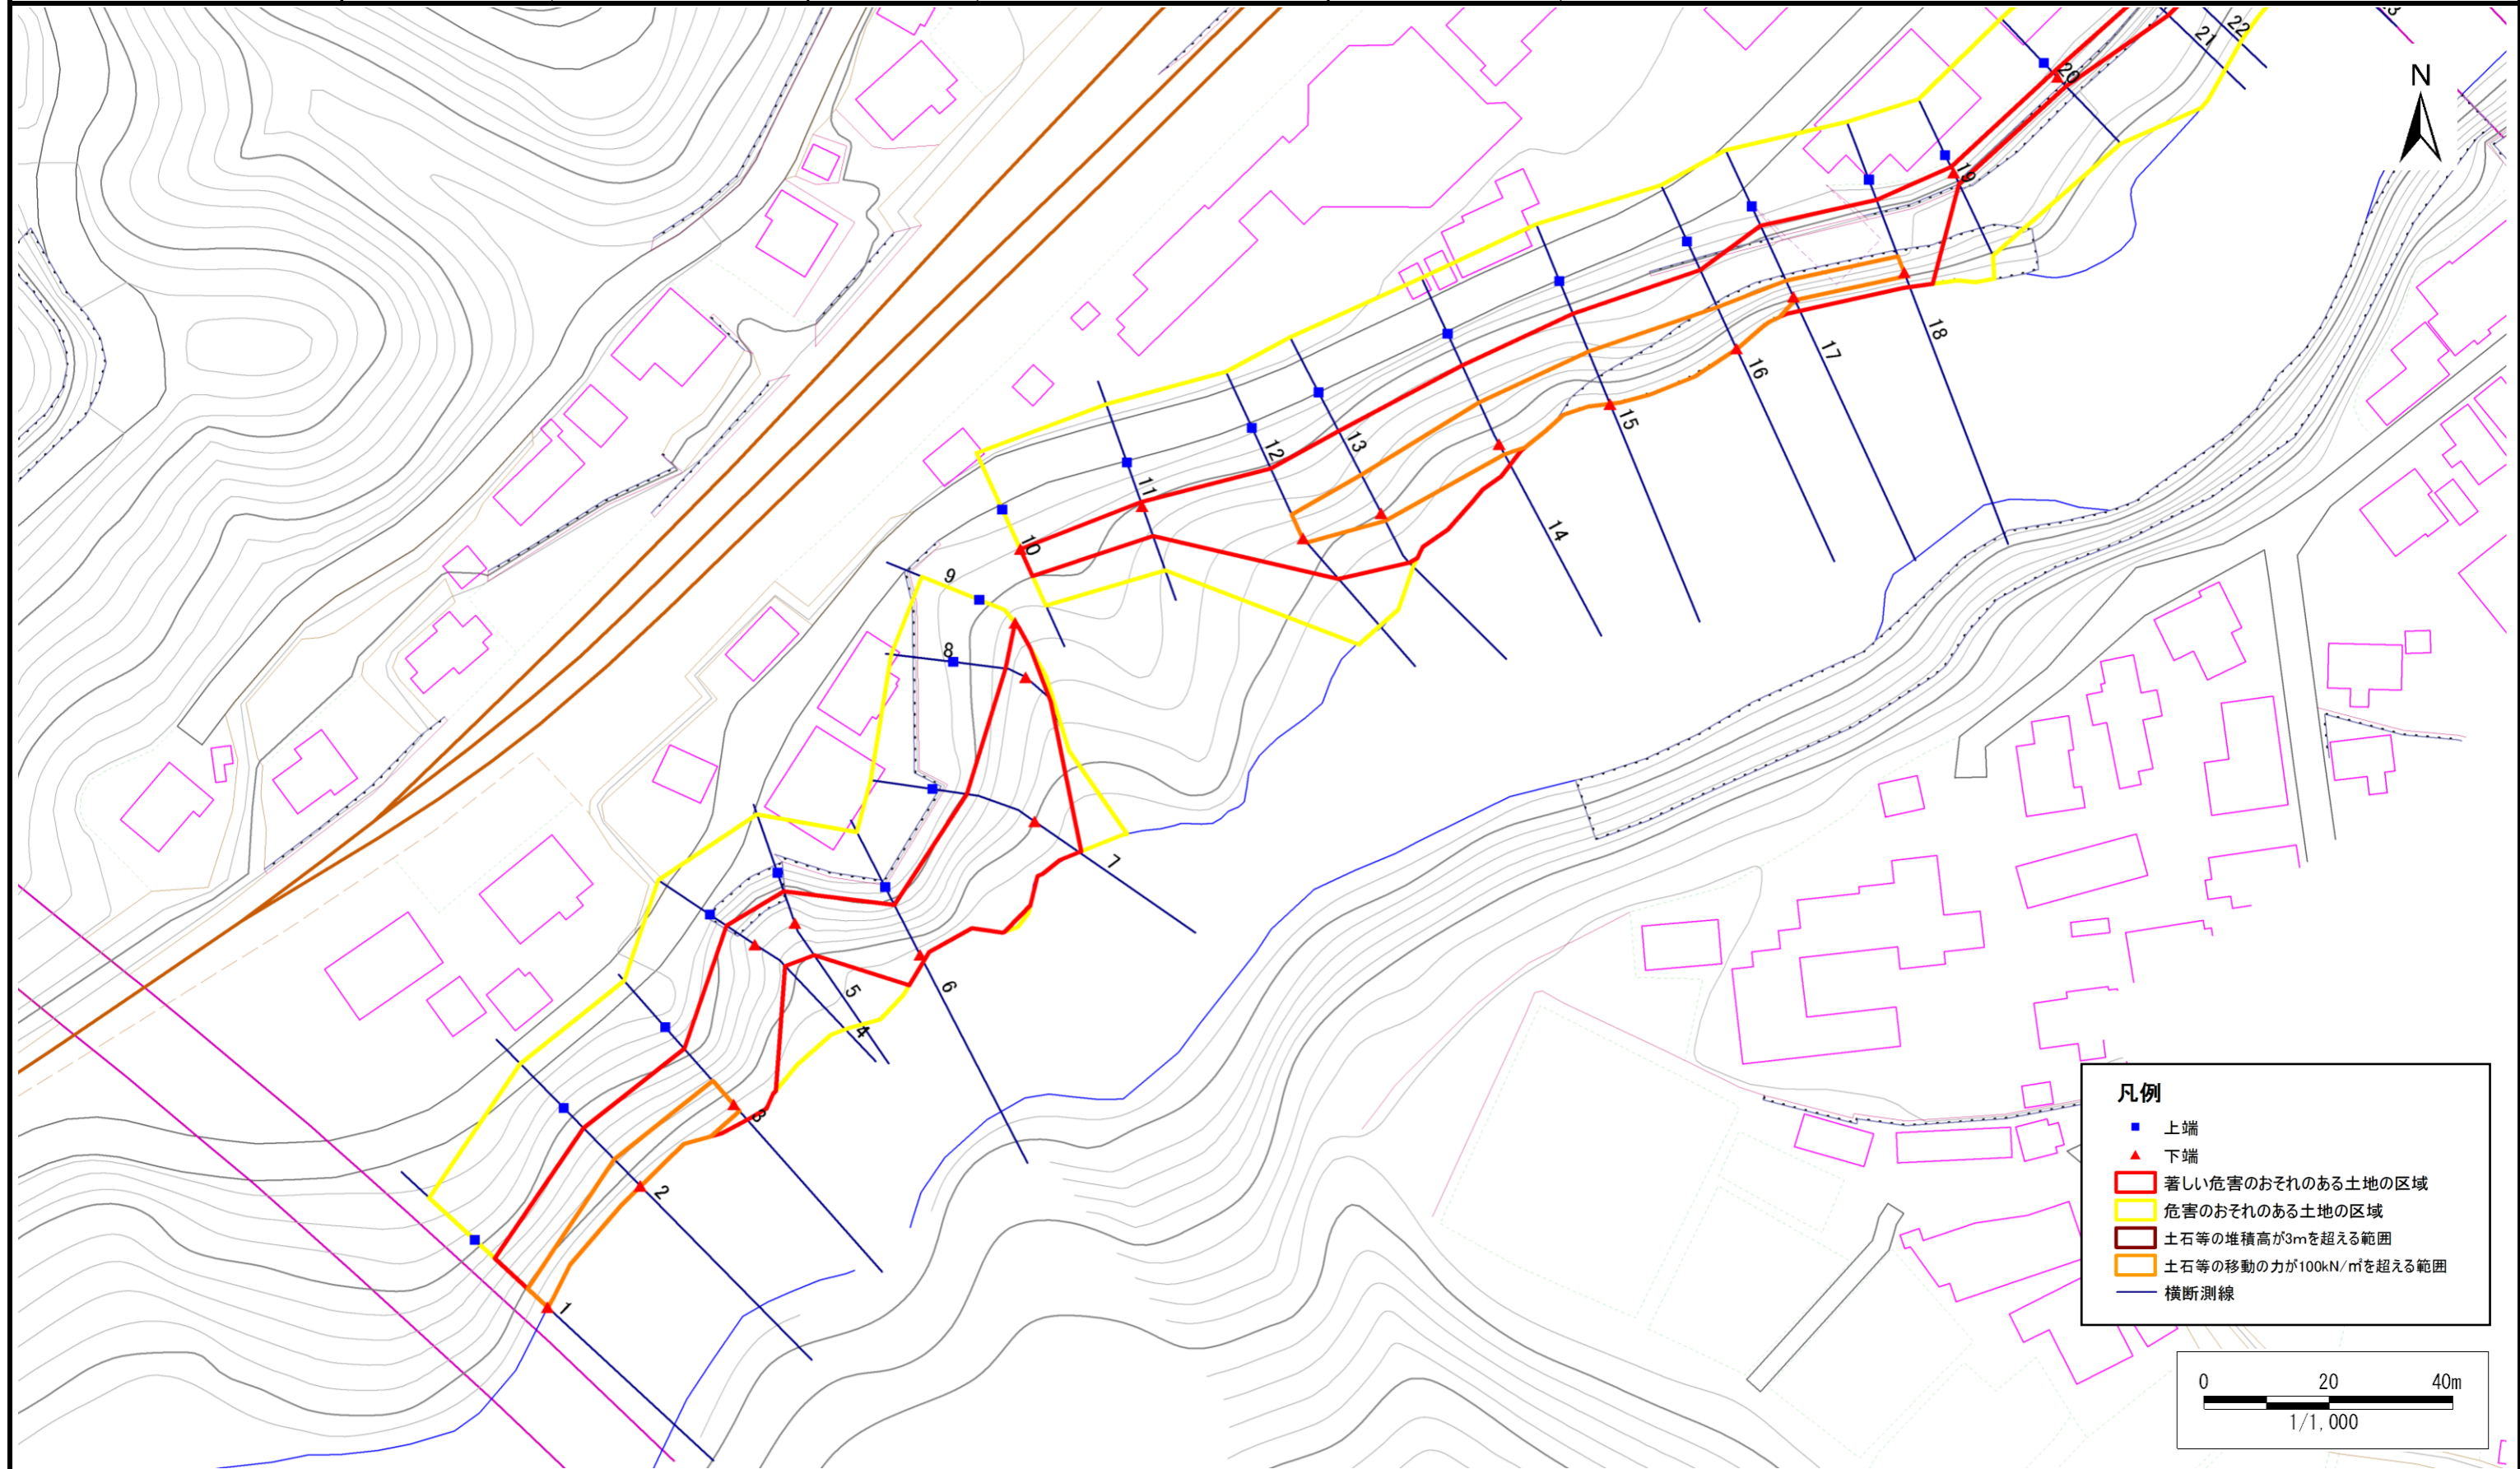 23
22
21
20
N
19
18
17
16
15
14
13
12
11
10
9
8
7
6
5
4
3
2
1
凡例
上端
下端
著しい危害のおそれのある土地の区域
危害のおそれのある土地の区域
土石等の堆積高が3mを超える範囲
土石等の移動の力が100kN/㎡を超える範囲
横断測線
0 20 40m
1/1,000